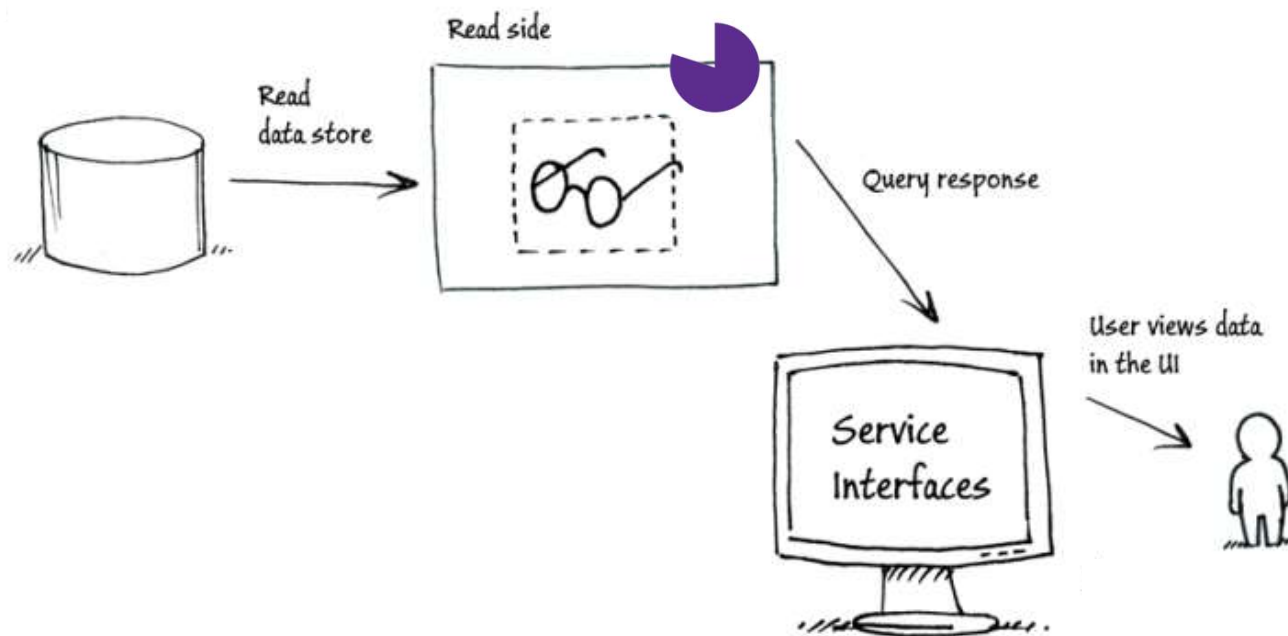 Read side
Read
data store
Query response
User views data
in the UI
Service
Interfaces